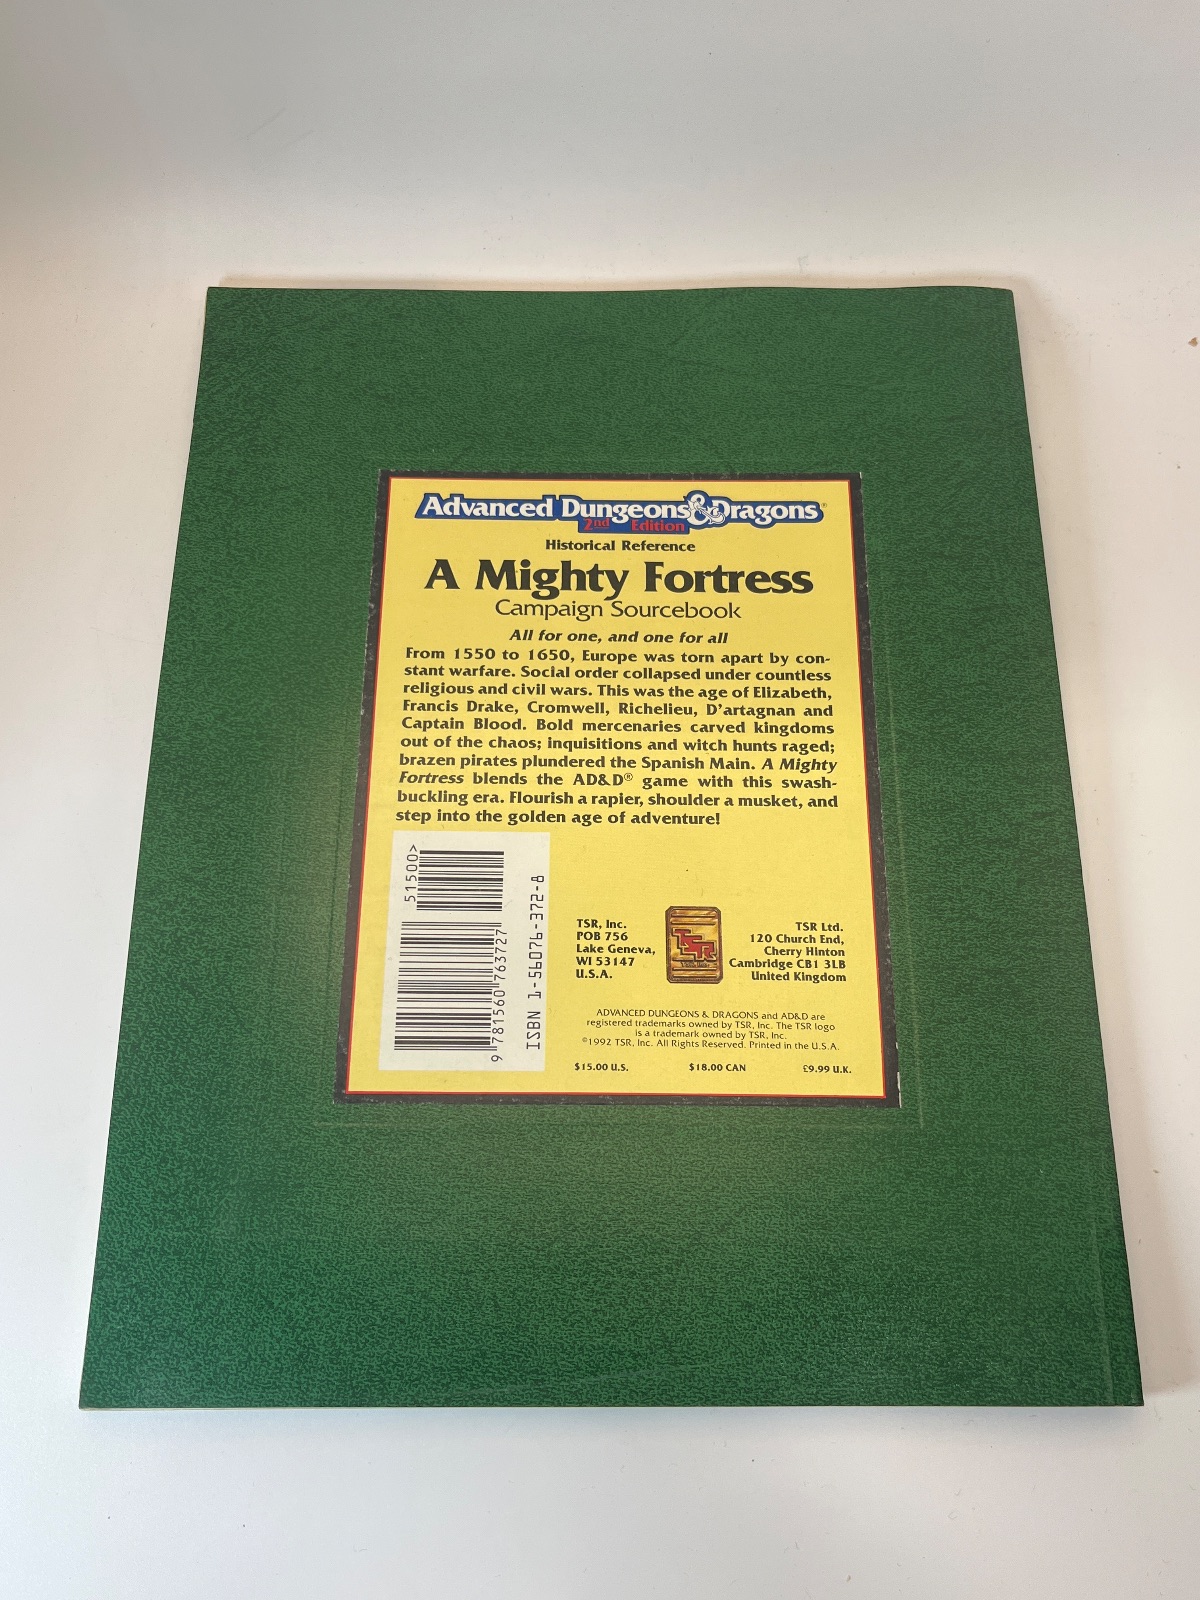 Advanced Dungeons & Dragons®
2nd Edition
Historical Reference
A Mighty Fortress
Campaign Sourcebook
All for one, and one for all
From 1550 to 1650, Europe was torn apart by con-
stant warfare. Social order collapsed under countless
religious and civil wars. This was the age of Elizabeth,
Francis Drake, Cromwell, Richelieu, D'artagnan and
Captain Blood. Bold mercenaries carved kingdoms
out of the chaos; inquisitions and witch hunts raged;
brazen pirates plundered the Spanish Main. A Mighty
Fortress blends the AD&D® game with this swash-
buckling era. Flourish a rapier, shoulder a musket, and
step into the golden age of adventure!
51500>
9 781560 763727
ISBN 1-56076-372-8
TSR, Inc.
POB 756
Lake Geneva,
WI 53147
U.S.A.
TSR
TSR Ltd.
120 Church End,
Cherry Hinton
Cambridge CB1 3LB
United Kingdom
ADVANCED DUNGEONS & DRAGONS and AD&D are
registered trademarks owned by TSR, Inc. The TSR logo
is a trademark owned by TSR, Inc.
©1992 TSR, Inc. All Rights Reserved. Printed in the U.S.A.
$15.00 U.S. $18.00 CAN £9.99 U.K.